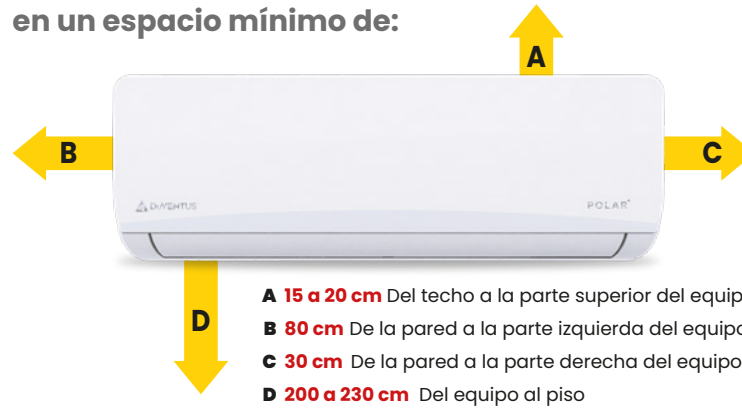 en un espacio mínimo de:
A
B
C
DIVENTUS
POLAR
D
A 15 a 20 cm Del techo a la parte superior del equip
B 80 cm De la pared a la parte izquierda del equipo
C 30 cm De la pared a la parte derecha del equipo
D 200 a 230 cm Del equipo al piso